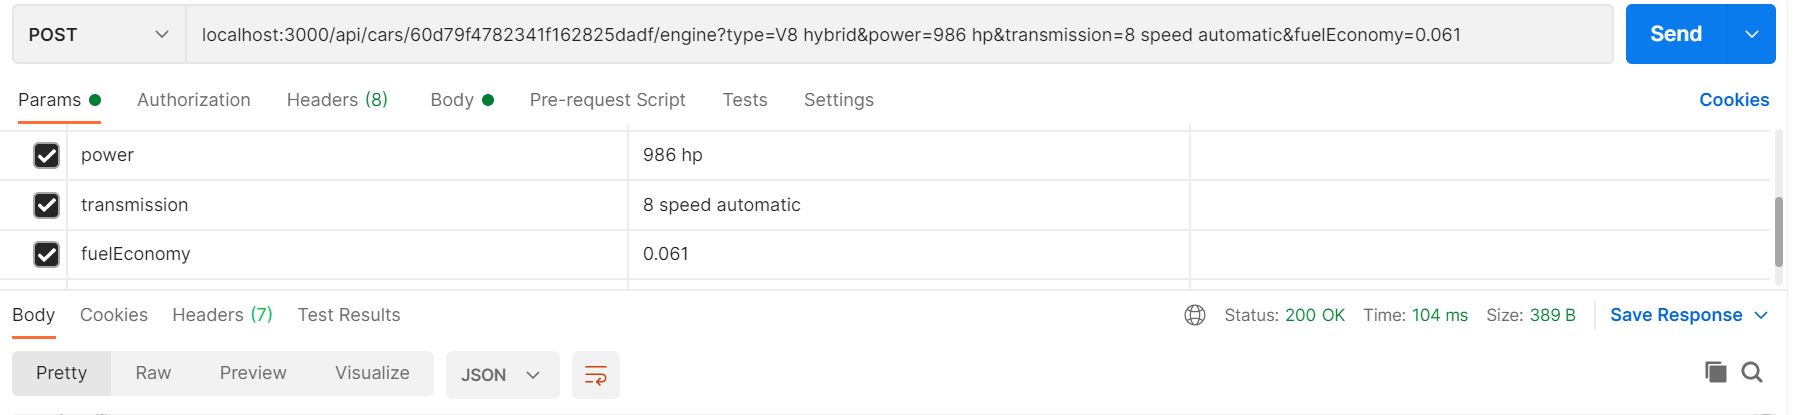 POST localhost:3000/api/cars/60d79f4782341f162825dadf/engine?type=V8 hybrid&power=986 hp&transmission=8 speed automatic&fuelEconomy=0.061 Send
Params Authorization Headers (8) Body Pre-request Script Tests Settings Cookies
power 986 hp
transmission 8 speed automatic
fuelEconomy 0.061
Body Cookies Headers (7) Test Results Status: 200 OK Time: 104 ms Size: 389 B Save Response
Pretty Raw Preview Visualize JSON